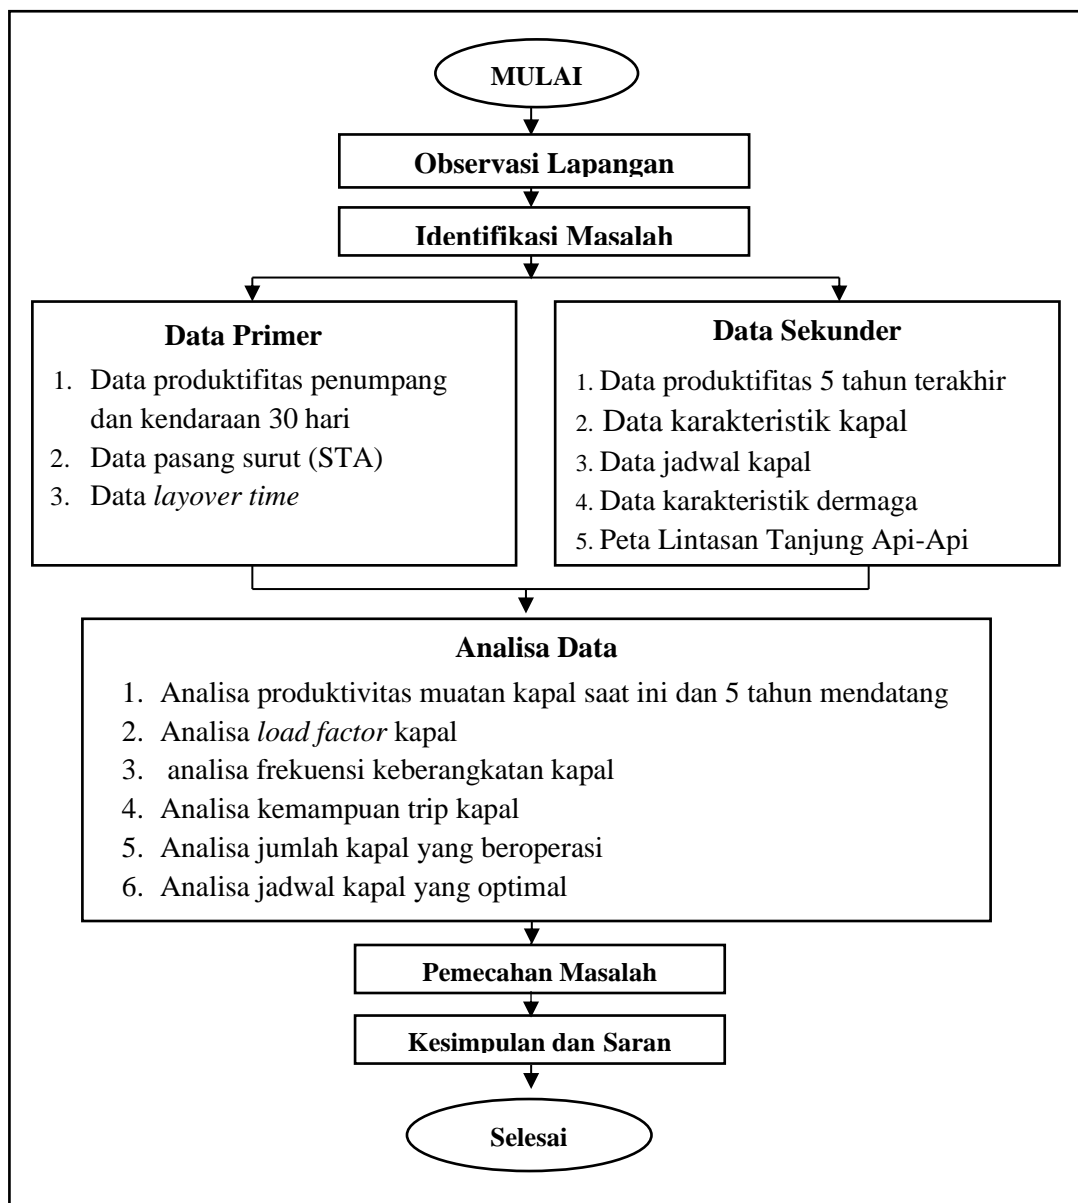 MULAI
Observasi Lapangan
Identifikasi Masalah
Data Primer
1. Data produktifitas penumpang
dan kendaraan 30 hari
2. Data pasang surut (STA)
3. Data layover time
Data Sekunder
1. Data produktifitas 5 tahun terakhir
2. Data karakteristik kapal
3. Data jadwal kapal
4. Data karakteristik dermaga
5. Peta Lintasan Tanjung Api-Api
Analisa Data
1. Analisa produktivitas muatan kapal saat ini dan 5 tahun mendatang
2. Analisa load factor kapal
3. analisa frekuensi keberangkatan kapal
4. Analisa kemampuan trip kapal
5. Analisa jumlah kapal yang beroperasi
6. Analisa jadwal kapal yang optimal
Pemecahan Masalah
Kesimpulan dan Saran
Selesai